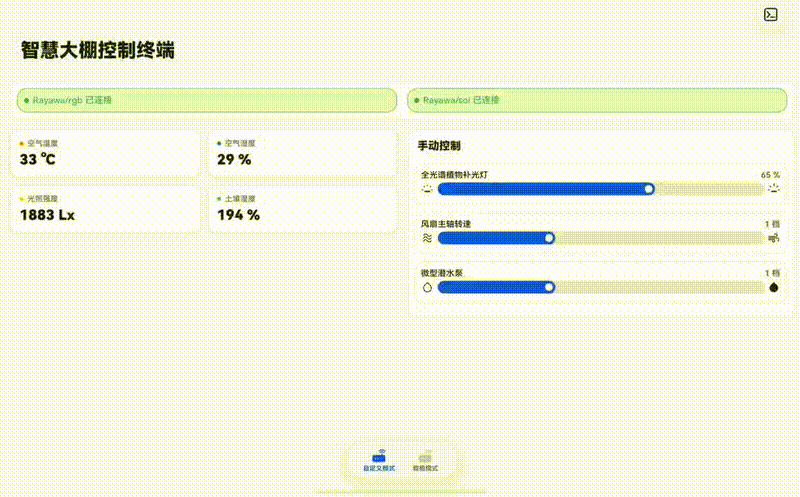 智慧大棚控制终端
Rayawa/rgb 已连接
Rayawa/soi 已连接
空气温度
33 ℃
空气湿度
29 %
光照强度
1883 Lx
土壤湿度
194 %
手动控制
全光谱植物补光灯
65 %
风扇主轴转速
1 档
微型潜水泵
1 档
自定义模式
智能模式